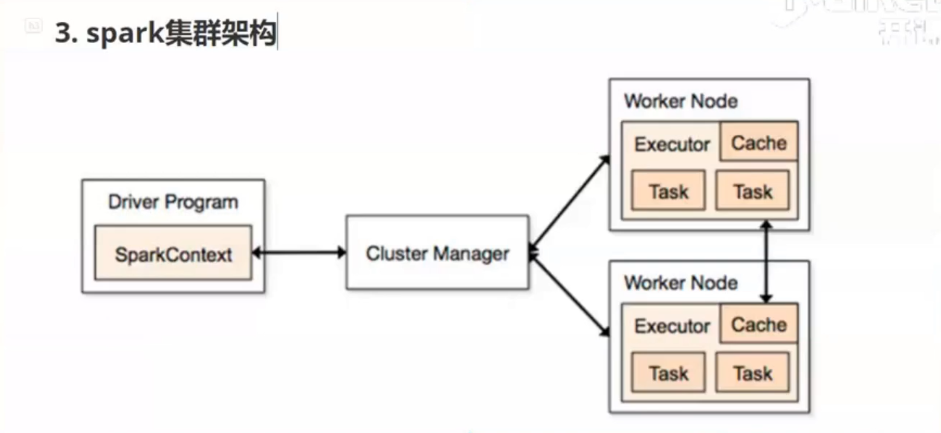 3. spark集群架构
Driver Program
SparkContext
Cluster Manager
Worker Node
Executor
Cache
Task
Task
Worker Node
Executor
Cache
Task
Task